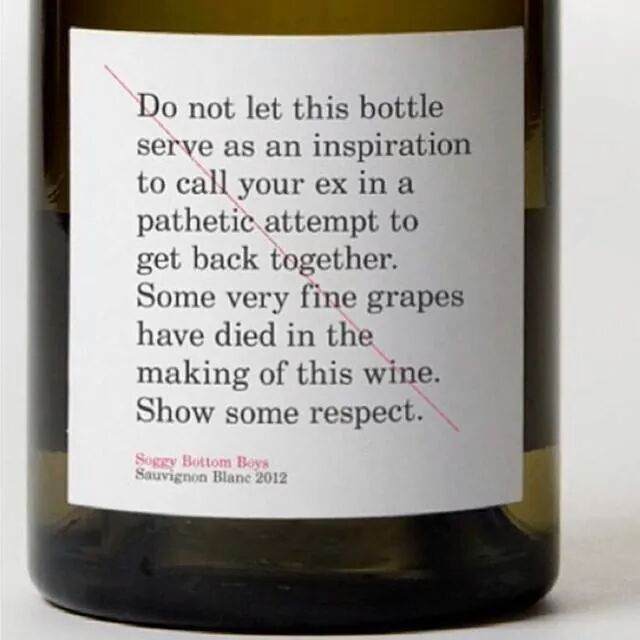 Do not let this bottle
serve as an inspiration
to call your ex in a
pathetic attempt to
get back together.
Some very fine grapes
have died in the
making of this wine.
Show some respect.
Soggy Bottom Boys
Sauvignon Blanc 2012